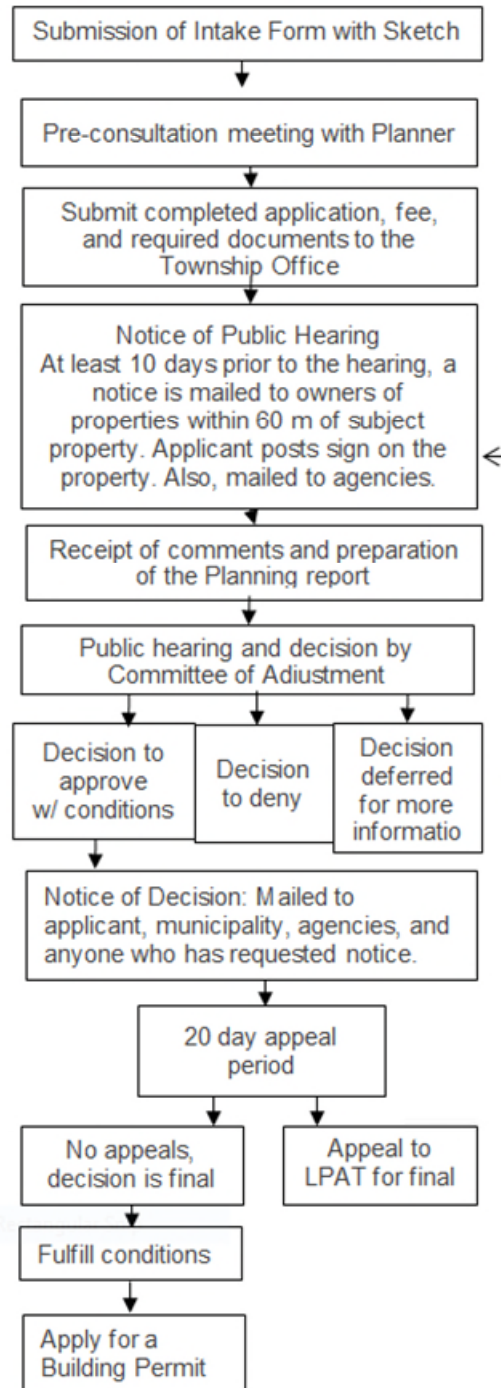 Submission of Intake Form with Sketch
Pre-consultation meeting with Planner
Submit completed application, fee,
and required documents to the
Township Office
Notice of Public Hearing
At least 10 days prior to the hearing, a
notice is mailed to owners of
properties within 60 m of subject
property. Applicant posts sign on the
property. Also, mailed to agencies.
Receipt of comments and preparation
of the Planning report
Public hearing and decision by
Committee of Adjustment
Decision to
approve
w/ conditions
Decision
to deny
Decision
deferred
for more
informatio
Notice of Decision: Mailed to
applicant, municipality, agencies, and
anyone who has requested notice.
20 day appeal
period
No appeals,
decision is final
Appeal to
LPAT for final
Fulfill conditions
Apply for a
Building Permit